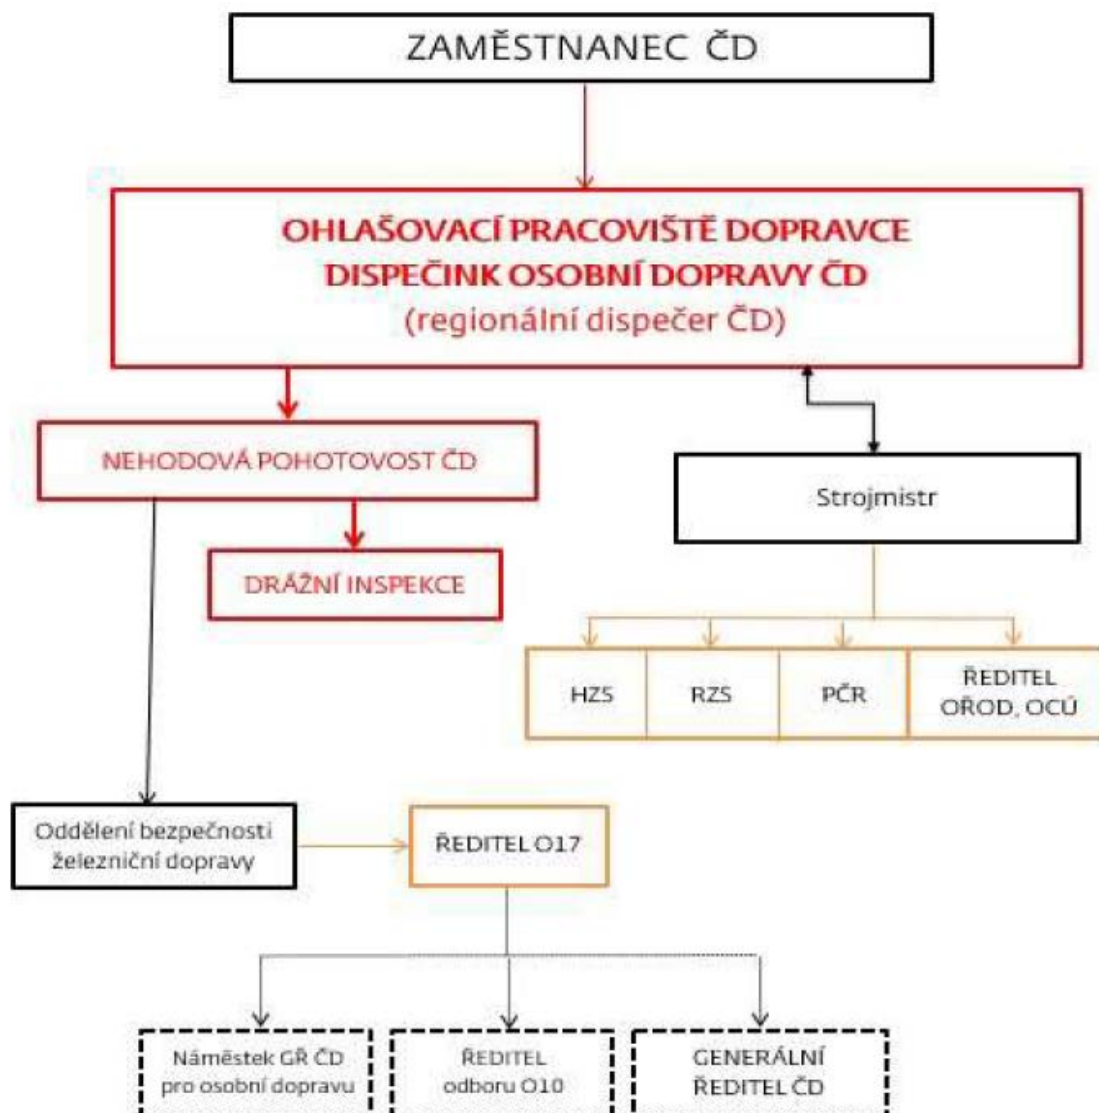 ZAMĚSTNANEC ČD
OHLAŠOVACÍ PRACOVIŠTĚ DOPRAVCE
DISPEČINK OSOBNÍ DOPRAVY ČD
(regionální dispečer ČD)
NEHODOVÁ POHOTOVOST ČD
Strojmistr
DRÁŽNÍ INSPEKCE
HZS
RZS
PČR
ŘEDITEL
OŘOD, OCÚ
Oddělení bezpečnosti
železniční dopravy
ŘEDITEL O17
Náměstek GŘ ČD
pro osobní dopravu
ŘEDITEL
odboru O10
GENERÁLNÍ
ŘEDITEL ČD